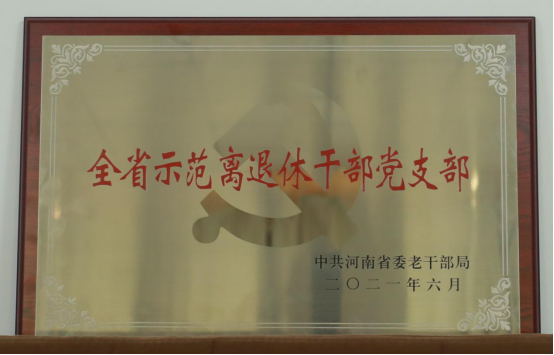 全省示范离退休干部党支部
中共河南省委老干部局
二〇二一年六月